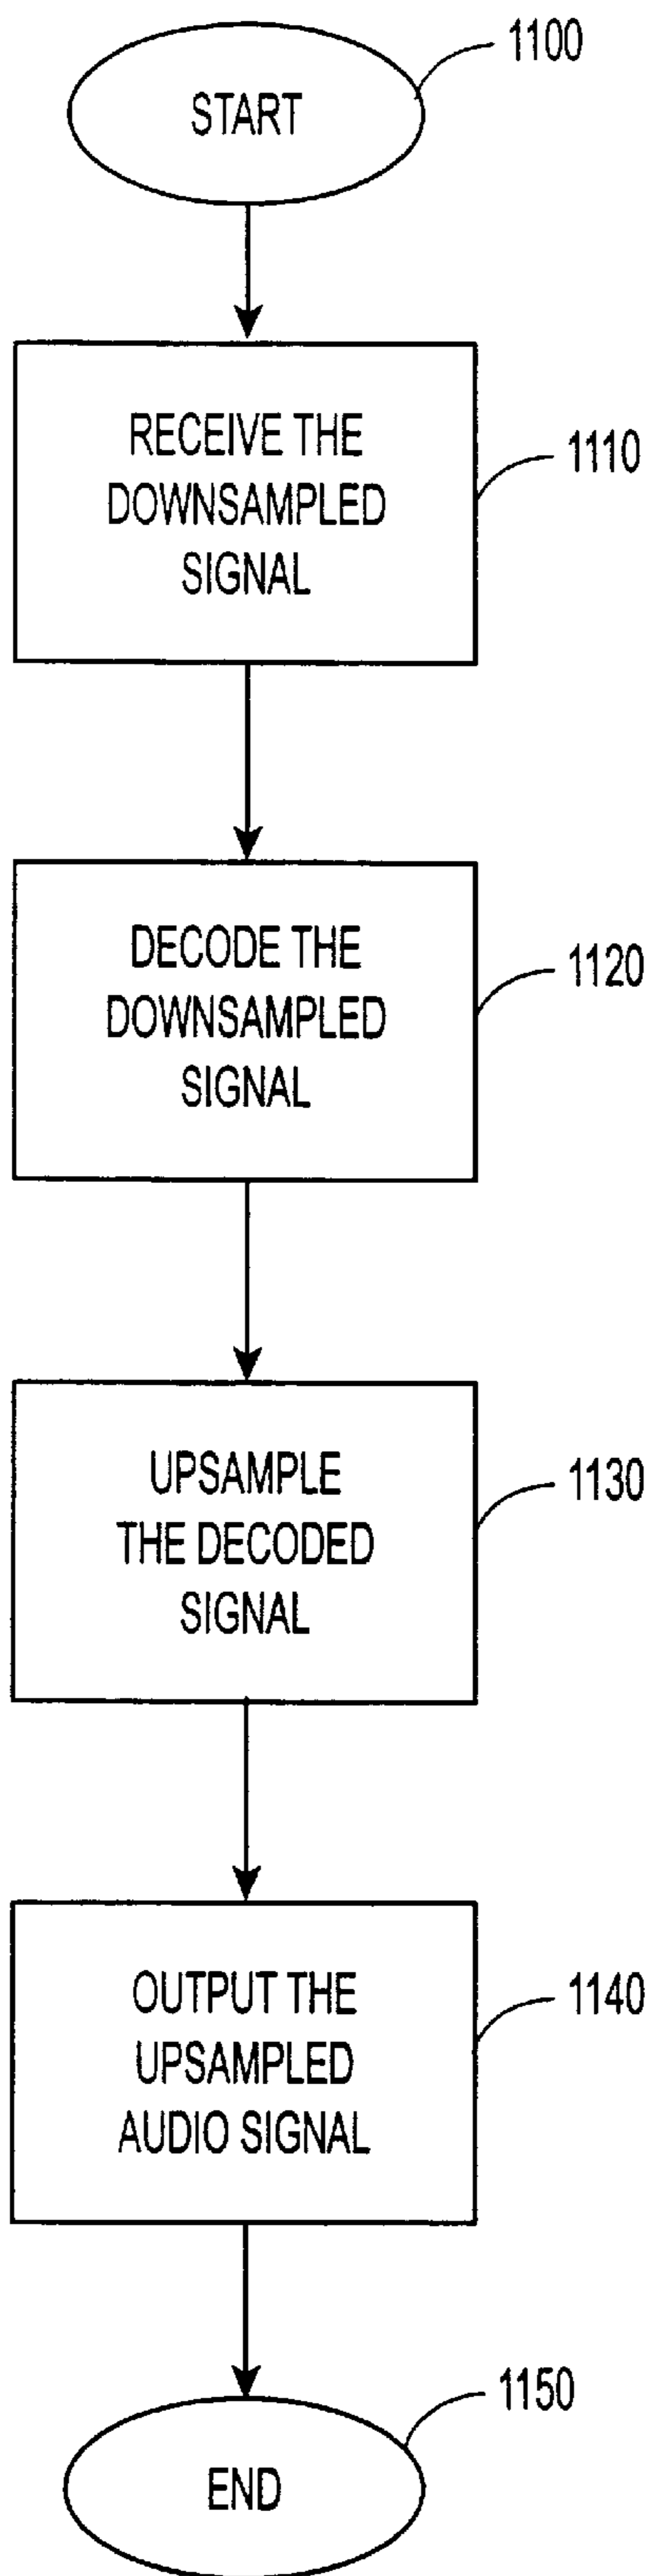 1100
START
RECEIVE THE
DOWNSAMPLED
SIGNAL
1110
DECODE THE
DOWNSAMPLED
SIGNAL
1120
UPSAMPLE
THE DECODED
SIGNAL
1130
OUTPUT THE
UPSAMPLED
AUDIO SIGNAL
1140
1150
END